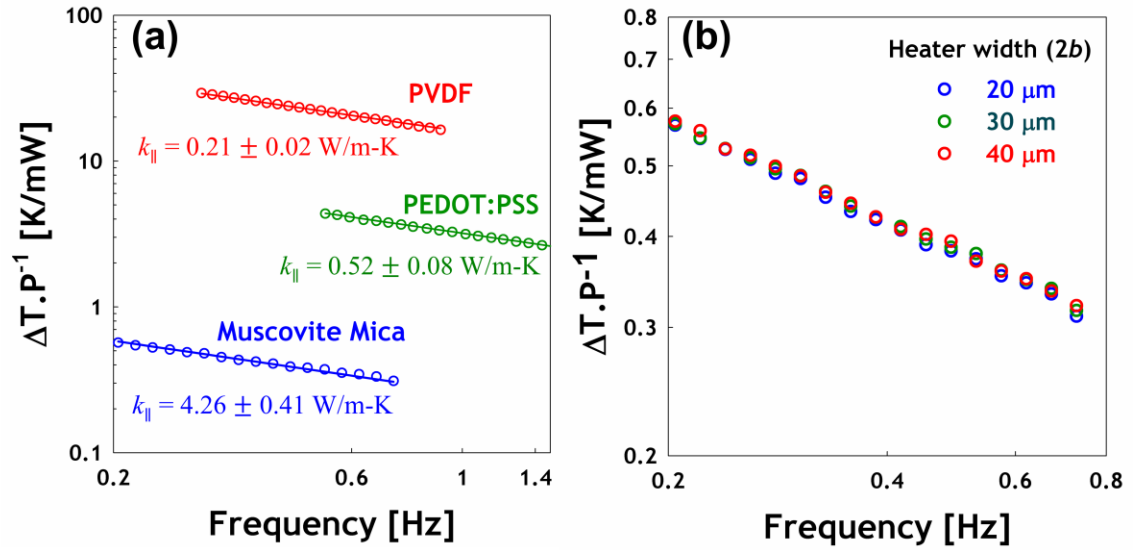 (a)
100
10
1
0.1
ΔT.P⁻¹ [K/mW]
PVDF
k∥ = 0.21 ± 0.02 W/m-K
PEDOT:PSS
k∥ = 0.52 ± 0.08 W/m-K
Muscovite Mica
k∥ = 4.26 ± 0.41 W/m-K
0.2 0.6 1 1.4
Frequency [Hz]
(b)
0.8
0.7
0.6
0.5
0.4
0.3
0.2
ΔT.P-1 [K/mW]
Heater width (2b)
20 μm
30 μm
40 μm
0.2 0.4 0.6 0.8
Frequency [Hz]